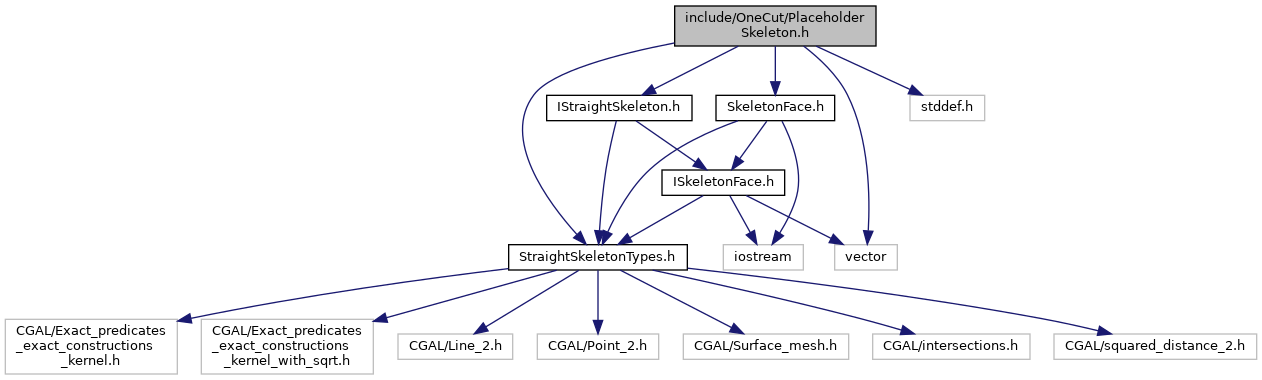 include/OneCut/Placeholder
Skeleton.h
IStraightSkeleton.h
SkeletonFace.h
stddef.h
ISkeletonFace.h
StraightSkeletonTypes.h
iostream
vector
CGAL/Exact_predicates
_exact_constructions
_kernel.h
CGAL/Exact_predicates
_exact_constructions
_kernel_with_sqrt.h
CGAL/Line_2.h
CGAL/Point_2.h
CGAL/Surface_mesh.h
CGAL/intersections.h
CGAL/squared_distance_2.h